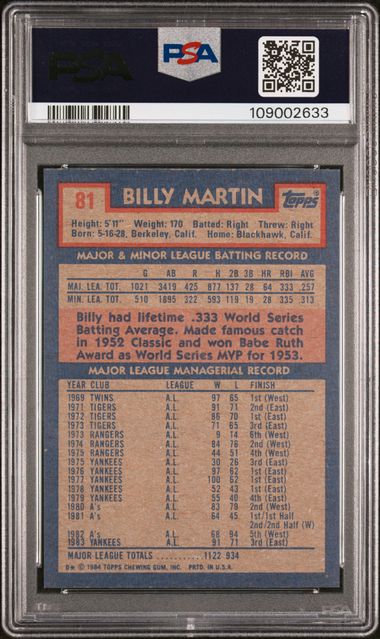 PSA
PSA
109002633
81 BILLY MARTIN Topps
Height: 5'11" Weight: 170 Batted: Right Threw: Right
Born: 5-16-28, Berkeley, Calif. Home: Blackhawk, Calif.
MAJOR & MINOR LEAGUE BATTING RECORD
G AB R H 2B 3B HR RBI AVG
MAJ. LEA. TOT. 1021 3419 425 877 137 28 64 333 .257
MIN. LEA. TOT. 510 1895 322 593 119 19 28 335 .313
Billy had lifetime .333 World Series
Batting Average. Made famous catch
in 1952 Classic and won Babe Ruth
Award as World Series MVP for 1953.
MAJOR LEAGUE MANAGERIAL RECORD
YEAR CLUB LEAGUE W L FINISH
1969 TWINS A.L. 97 65 1st (West)
1971 TIGERS A.L. 91 71 2nd (East)
1972 TIGERS A.L. 86 70 1st (East)
1973 TIGERS A.L. 71 65 3rd (East)
1973 RANGERS A.L. 9 14 6th (West)
1974 RANGERS A.L. 84 76 2nd (West)
1975 RANGERS A.L. 44 51 4th (West)
1975 YANKEES A.L. 30 26 3rd (East)
1976 YANKEES A.L. 97 62 1st (East)
1977 YANKEES A.L. 100 62 1st (East)
1978 YANKEES A.L. 52 43 1st (East)
1979 YANKEES A.L. 55 40 4th (East)
1980 A's A.L. 83 79 2nd (West)
1981 A's A.L. 64 45 1st/1st Half
2nd/2nd Half (W)
1982 A's A.L. 68 94 5th (West)
1983 YANKEES A.L. 91 71 3rd (East)
MAJOR-LEAGUE TOTALS ........... 1122 934
D✻ © 1984 TOPPS CHEWING GUM, INC. PRTD. IN U.S.A.